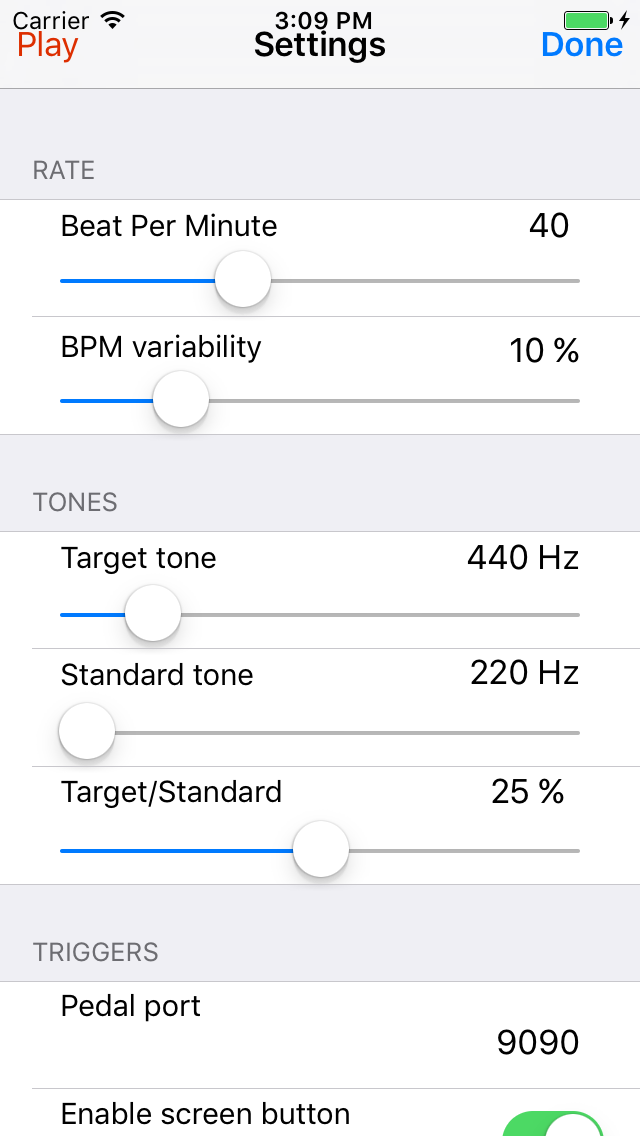 Carrier 3:09 PM
Play Settings Done
RATE
Beat Per Minute 40
BPM variability 10 %
TONES
Target tone 440 Hz
Standard tone 220 Hz
Target/Standard 25 %
TRIGGERS
Pedal port
9090
Enable screen button